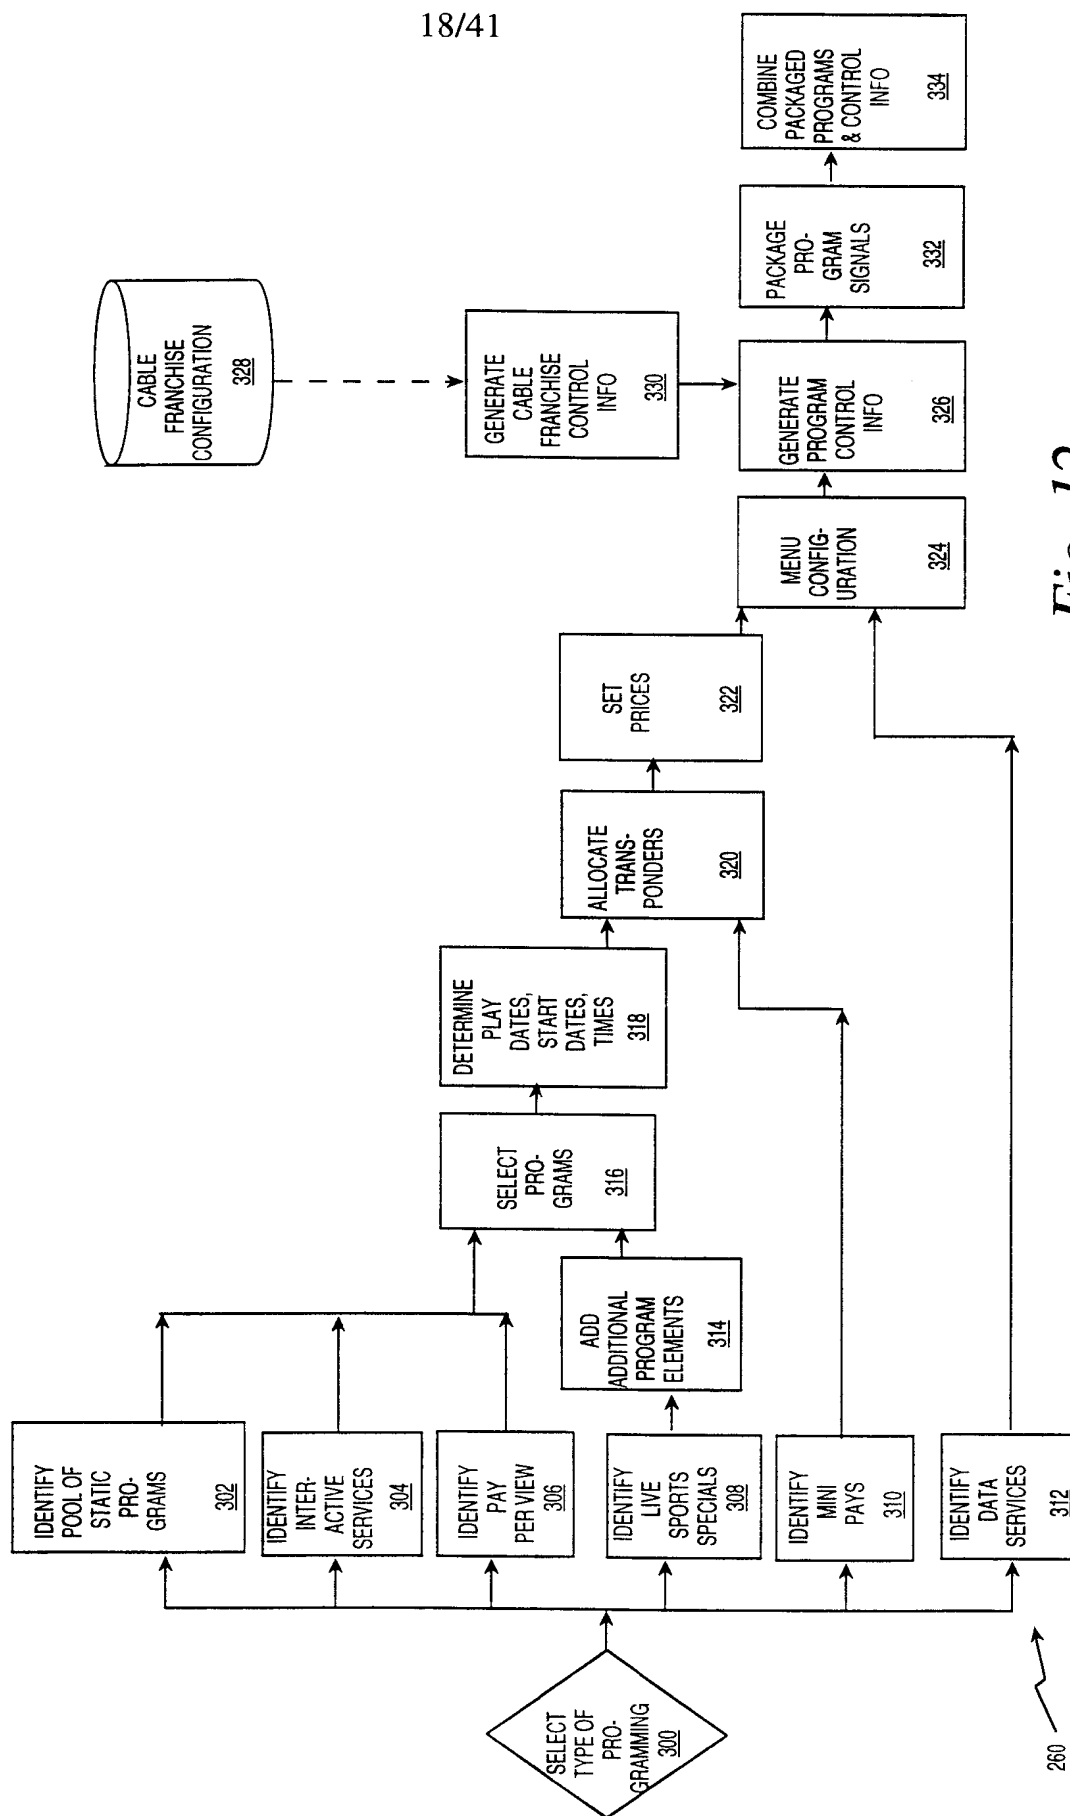 18/41
SELECT
TYPE OF
PRO-
GRAMMING
300
IDENTIFY
POOL OF
STATIC
PRO-
GRAMS
302
IDENTIFY
INTER-
ACTIVE
SERVICES
304
IDENTIFY
PAY
PER VIEW
306
IDENTIFY
LIVE
SPORTS
SPECIALS
308
IDENTIFY
MINI
PAYS
310
IDENTIFY
DATA
SERVICES
312
ADD
ADDITIONAL
PROGRAM
ELEMENTS
314
SELECT
PRO-
GRAMS
316
DETERMINE
PLAY
DATES,
START
DATES,
TIMES
318
ALLOCATE
TRANS-
PONDERS
320
SET
PRICES
322
MENU
CONFIG-
URATION
324
CABLE
FRANCHISE
CONFIGURATION
328
GENERATE
CABLE
FRANCHISE
CONTROL
INFO
330
GENERATE
PROGRAM
CONTROL
INFO
326
PACKAGE
PRO-
GRAM
SIGNALS
332
COMBINE
PACKAGED
PROGRAMS
& CONTROL
INFO
334
260
Fig. 12